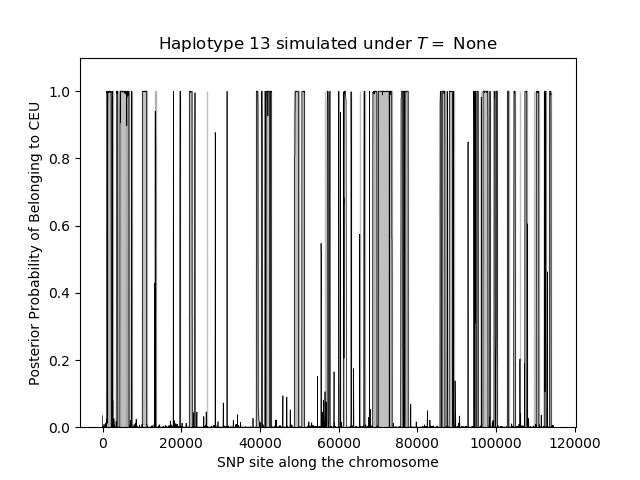 Haplotype 13 simulated under T = None
Posterior Probability of Belonging to CEU
1.0
0.8
0.6
0.4
0.2
0.0
0 20000 40000 60000 80000 100000 120000
SNP site along the chromosome